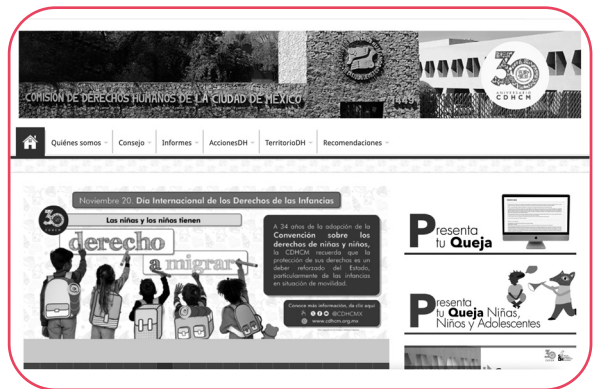 COMISIÓN DE DERECHOS HUMANOS DE LA CIUDAD DE MÉXICO
1449
30
ANIVERSARIO
CDHCM
Quiénes somos
Consejo
Informes
AccionesDH
TerritorioDH
Recomendaciones
Noviembre 20. Día Internacional de los Derechos de las Infancias
30
CDHCM
Las niñas y los niños tienen
derecho
a migrar
A 34 años de la adopción de la
Convención sobre los
derechos de niñas y niños,
la CDHCM recuerda que la
protección de sus derechos es un
deber reforzado del Estado,
particularmente de las infancias
en situación de movilidad.
Conoce más información, da clic aquí
@CDHCMX
www.cdhcm.org.mx
Presenta
tu Queja
Presenta
tu Queja Niñas,
Niños y Adolescentes